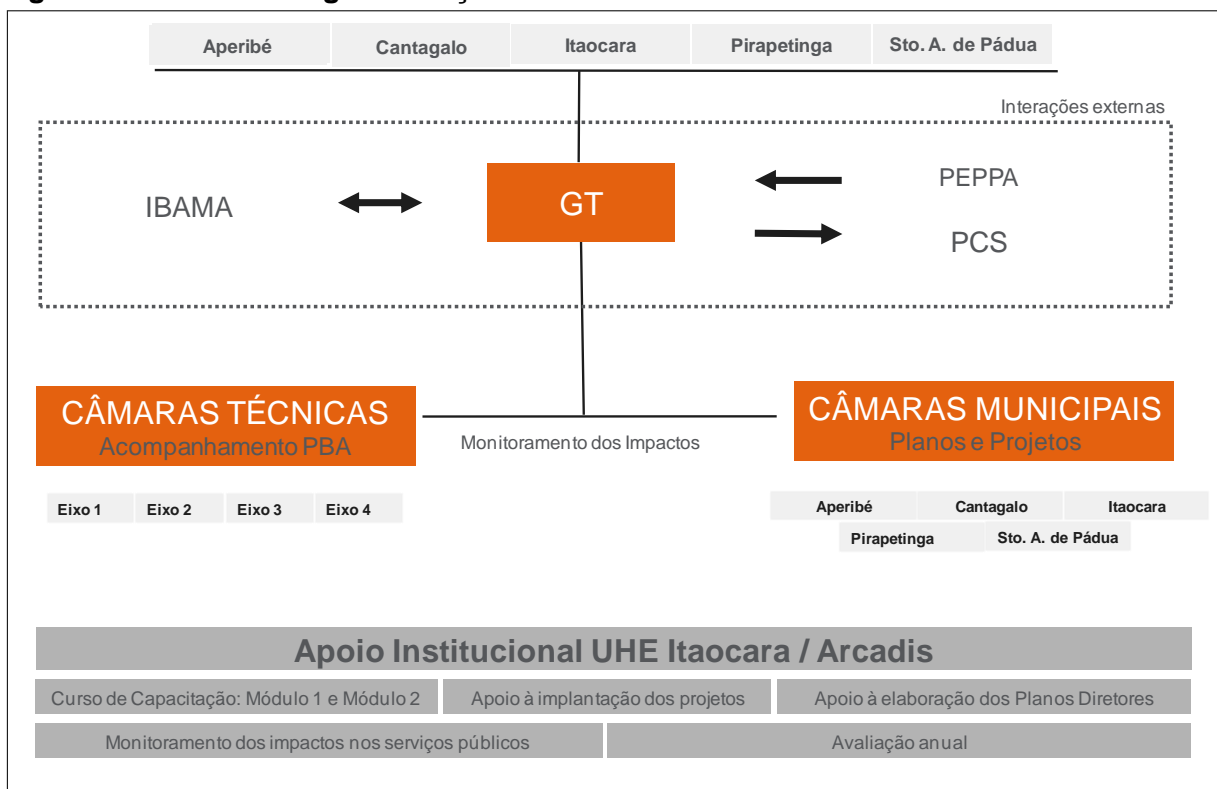 Aperibé Cantagalo Itaocara Pirapetinga Sto. A. de Pádua
Interações externas
IBAMA
GT
PEPPA
PCS
CÂMARAS TÉCNICAS
Acompanhamento PBA
Monitoramento dos Impactos
CÂMARAS MUNICIPAIS
Planos e Projetos
Eixo 1 Eixo 2 Eixo 3 Eixo 4
Aperibé Cantagalo Itaocara
Pirapetinga Sto. A. de Pádua
Apoio Institucional UHE Itaocara / Arcadis
Curso de Capacitação: Módulo 1 e Módulo 2 Apoio à implantação dos projetos Apoio à elaboração dos Planos Diretores
Monitoramento dos impactos nos serviços públicos Avaliação anual